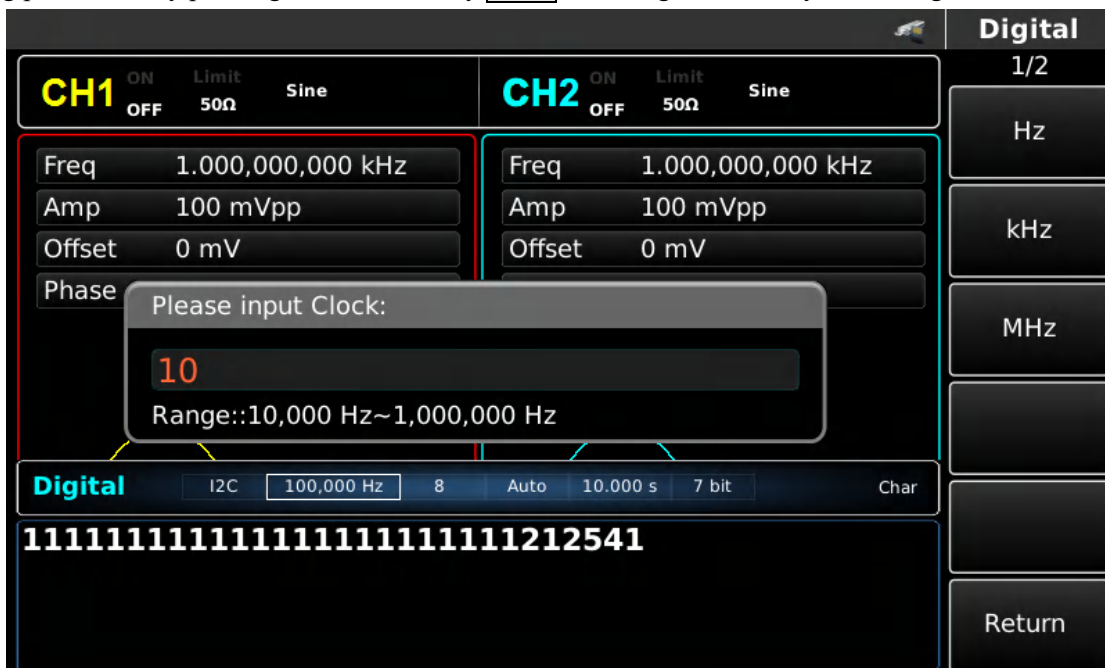 Digital
1/2
CH1 ON OFF Limit 50Ω Sine
CH2 ON OFF Limit 50Ω Sine
Hz
Freq 1.000,000,000 kHz
Freq 1.000,000,000 kHz
Amp 100 mVpp
Amp 100 mVpp
kHz
Offset 0 mV
Offset 0 mV
Phase
Please input Clock:
MHz
10
Range::10,000 Hz~1,000,000 Hz
Digital I2C 100,000 Hz 8 Auto 10.000 s 7 bit Char
Return